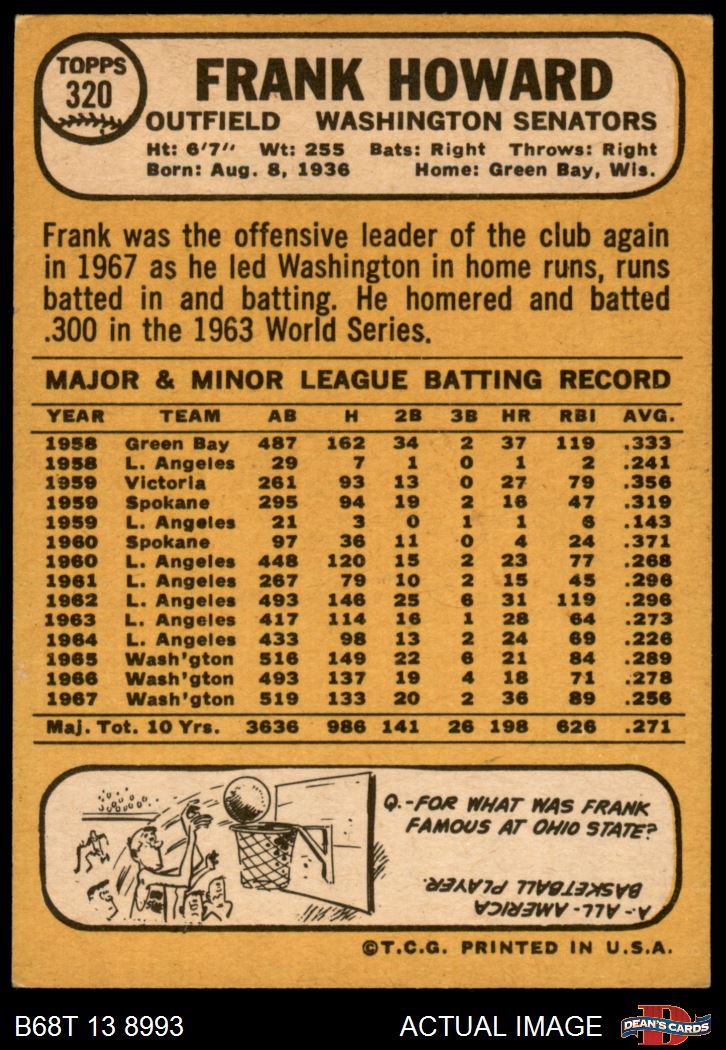 TOPPS
320
FRANK HOWARD
OUTFIELD WASHINGTON SENATORS
Ht: 6'7" Wt: 255 Bats: Right Throws: Right
Born: Aug. 8, 1936 Home: Green Bay, Wis.
Frank was the offensive leader of the club again
in 1967 as he led Washington in home runs, runs
batted in and batting. He homered and batted
.300 in the 1963 World Series.
MAJOR & MINOR LEAGUE BATTING RECORD
YEAR TEAM AB H 2B 3B HR RBI AVG.
1958 Green Bay 487 162 34 2 37 119 .333
1958 L. Angeles 29 7 1 0 1 2 .241
1959 Victoria 261 93 13 0 27 79 .356
1959 Spokane 295 94 19 2 16 47 .319
1959 L. Angeles 21 3 0 1 1 6 .143
1960 Spokane 97 36 11 0 4 24 .371
1960 L. Angeles 448 120 15 2 23 77 .268
1961 L. Angeles 267 79 10 2 15 45 .296
1962 L. Angeles 493 146 25 6 31 119 .296
1963 L. Angeles 417 114 16 1 28 64 .273
1964 L. Angeles 433 98 13 2 24 69 .226
1965 Wash'gton 516 149 22 6 21 84 .289
1966 Wash'gton 493 137 19 4 18 71 .278
1967 Wash'gton 519 133 20 2 36 89 .256
Maj. Tot. 10 Yrs. 3636 986 141 26 198 626 .271
Q.-FOR WHAT WAS FRANK
FAMOUS AT OHIO STATE?
A.-ALL-AMERICA
BASKETBALL PLAYER.
©T.C.G. PRINTED IN U.S.A.
B68T 13 8993 ACTUAL IMAGE
D
DEAN'S CARDS